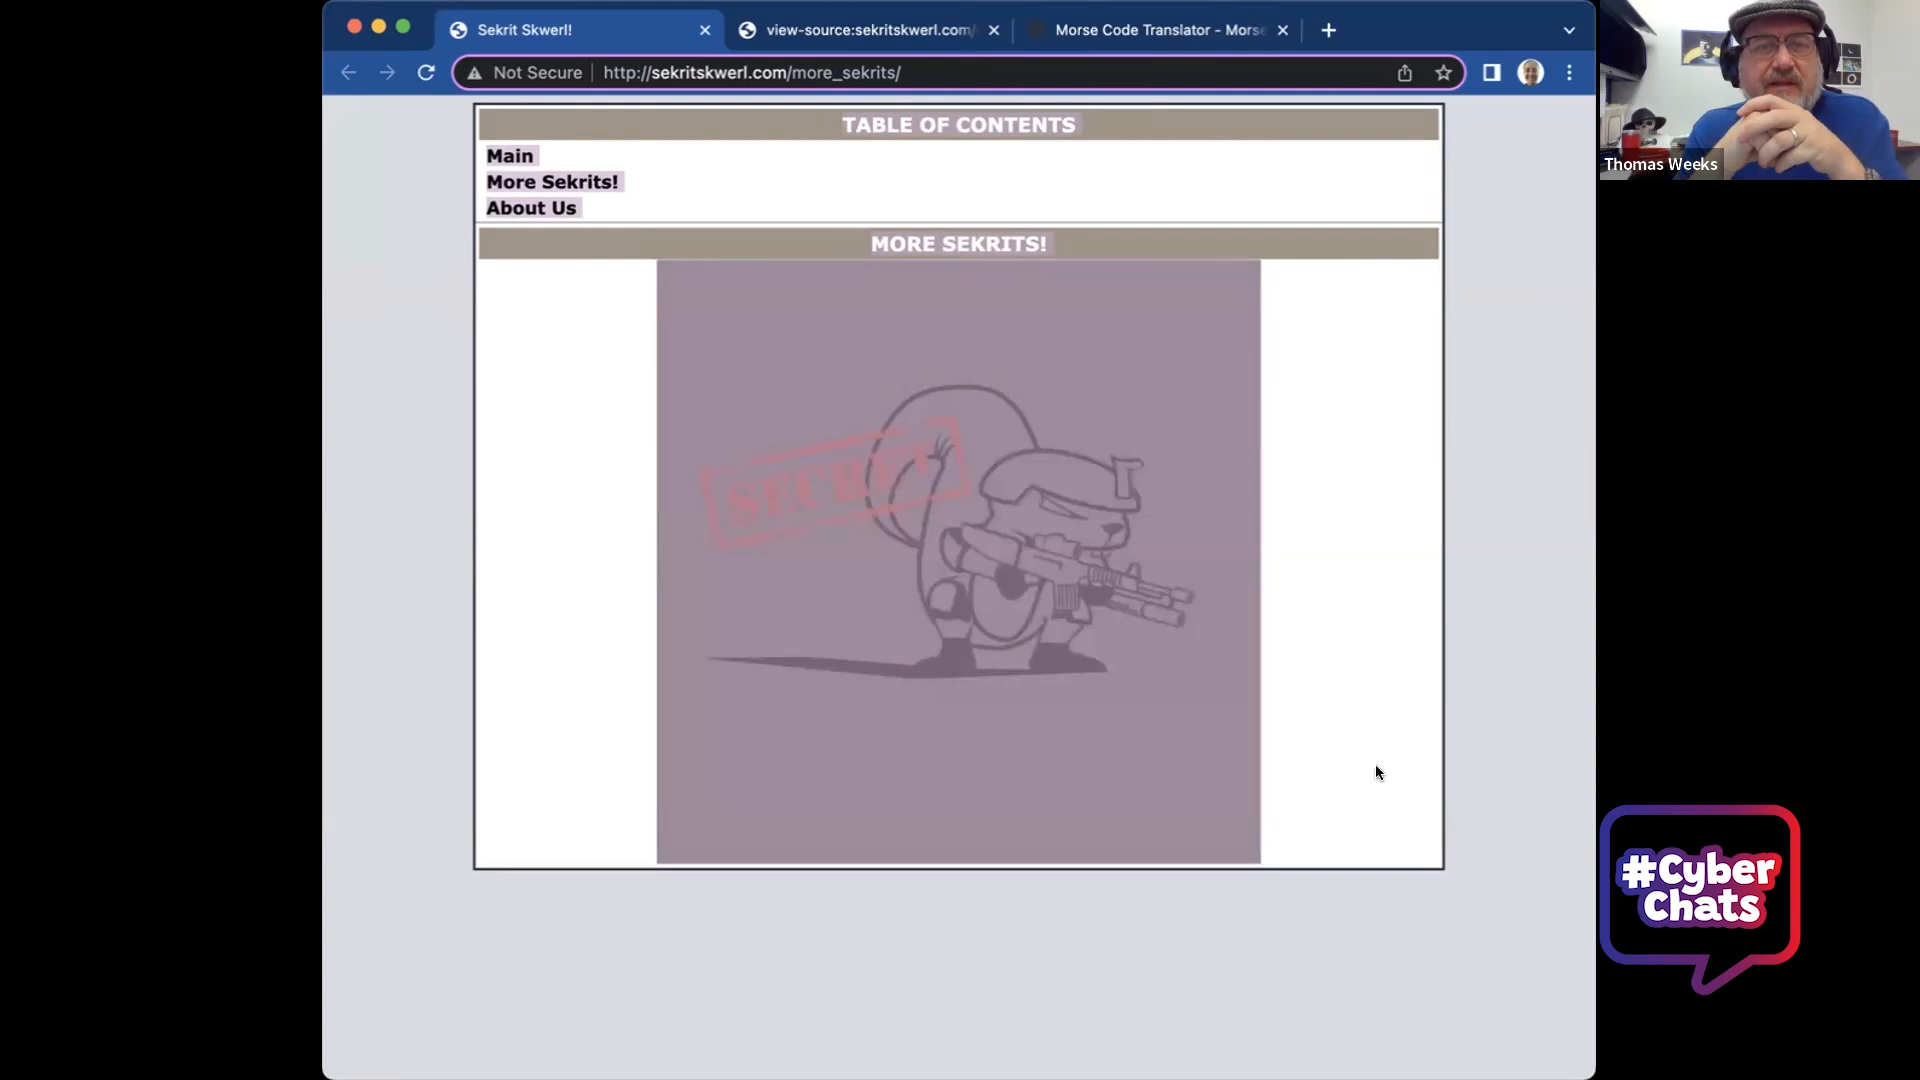 Sekrit Skwerl!
view-source:sekritskwerl.com/
Morse Code Translator - Morse
Not Secure
http://sekritskwerl.com/more_sekrits/
TABLE OF CONTENTS
Main
More Sekrits!
About Us
MORE SEKRITS!
SECRET
Thomas Weeks
#Cyber
Chats